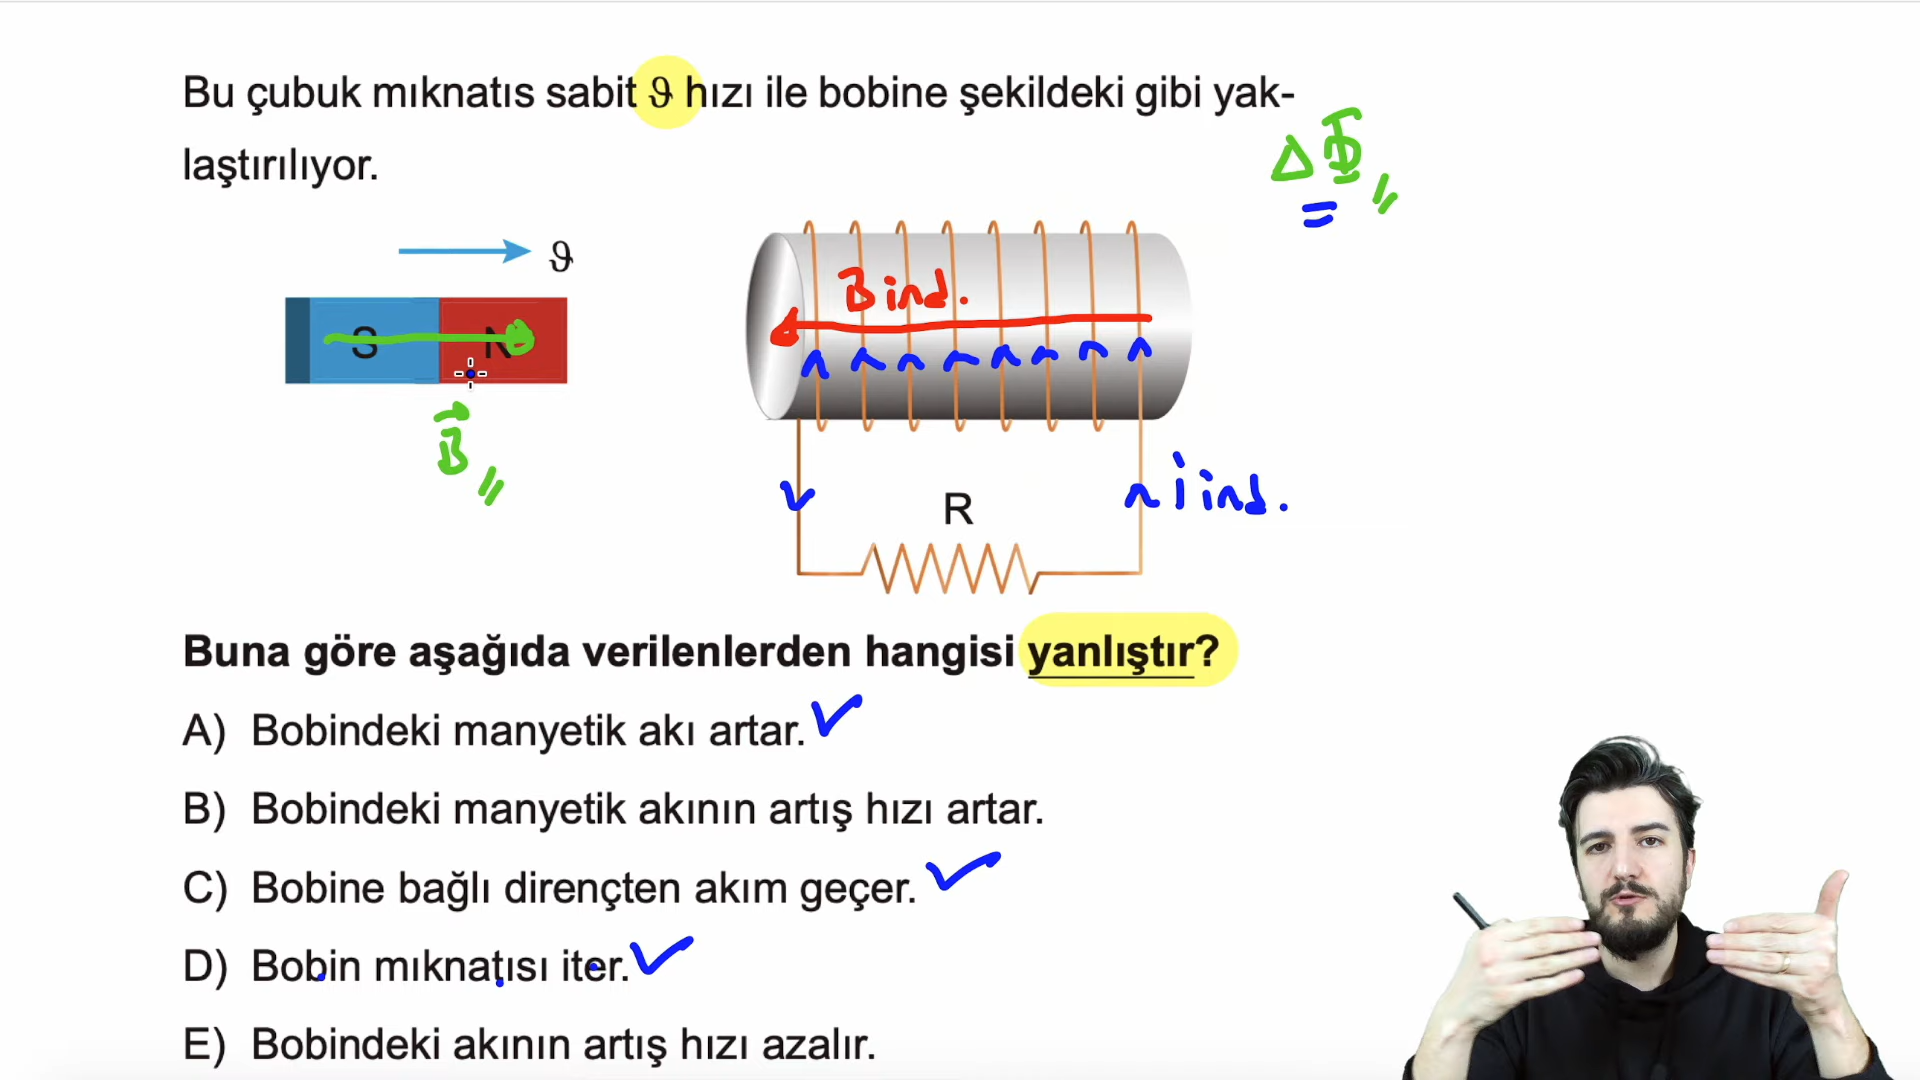 Bu çubuk mıknatıs sabit ϑ hızı ile bobine şekildeki gibi yak-
laştırılıyor.
ΔΦ
ϑ
S N
B ind.
B
R
i ind.
Buna göre aşağıda verilenlerden hangisi yanlıştır?
A) Bobindeki manyetik akı artar.
B) Bobindeki manyetik akının artış hızı artar.
C) Bobine bağlı dirençten akım geçer.
D) Bobin mıknatısı iter.
E) Bobindeki akının artış hızı azalır.